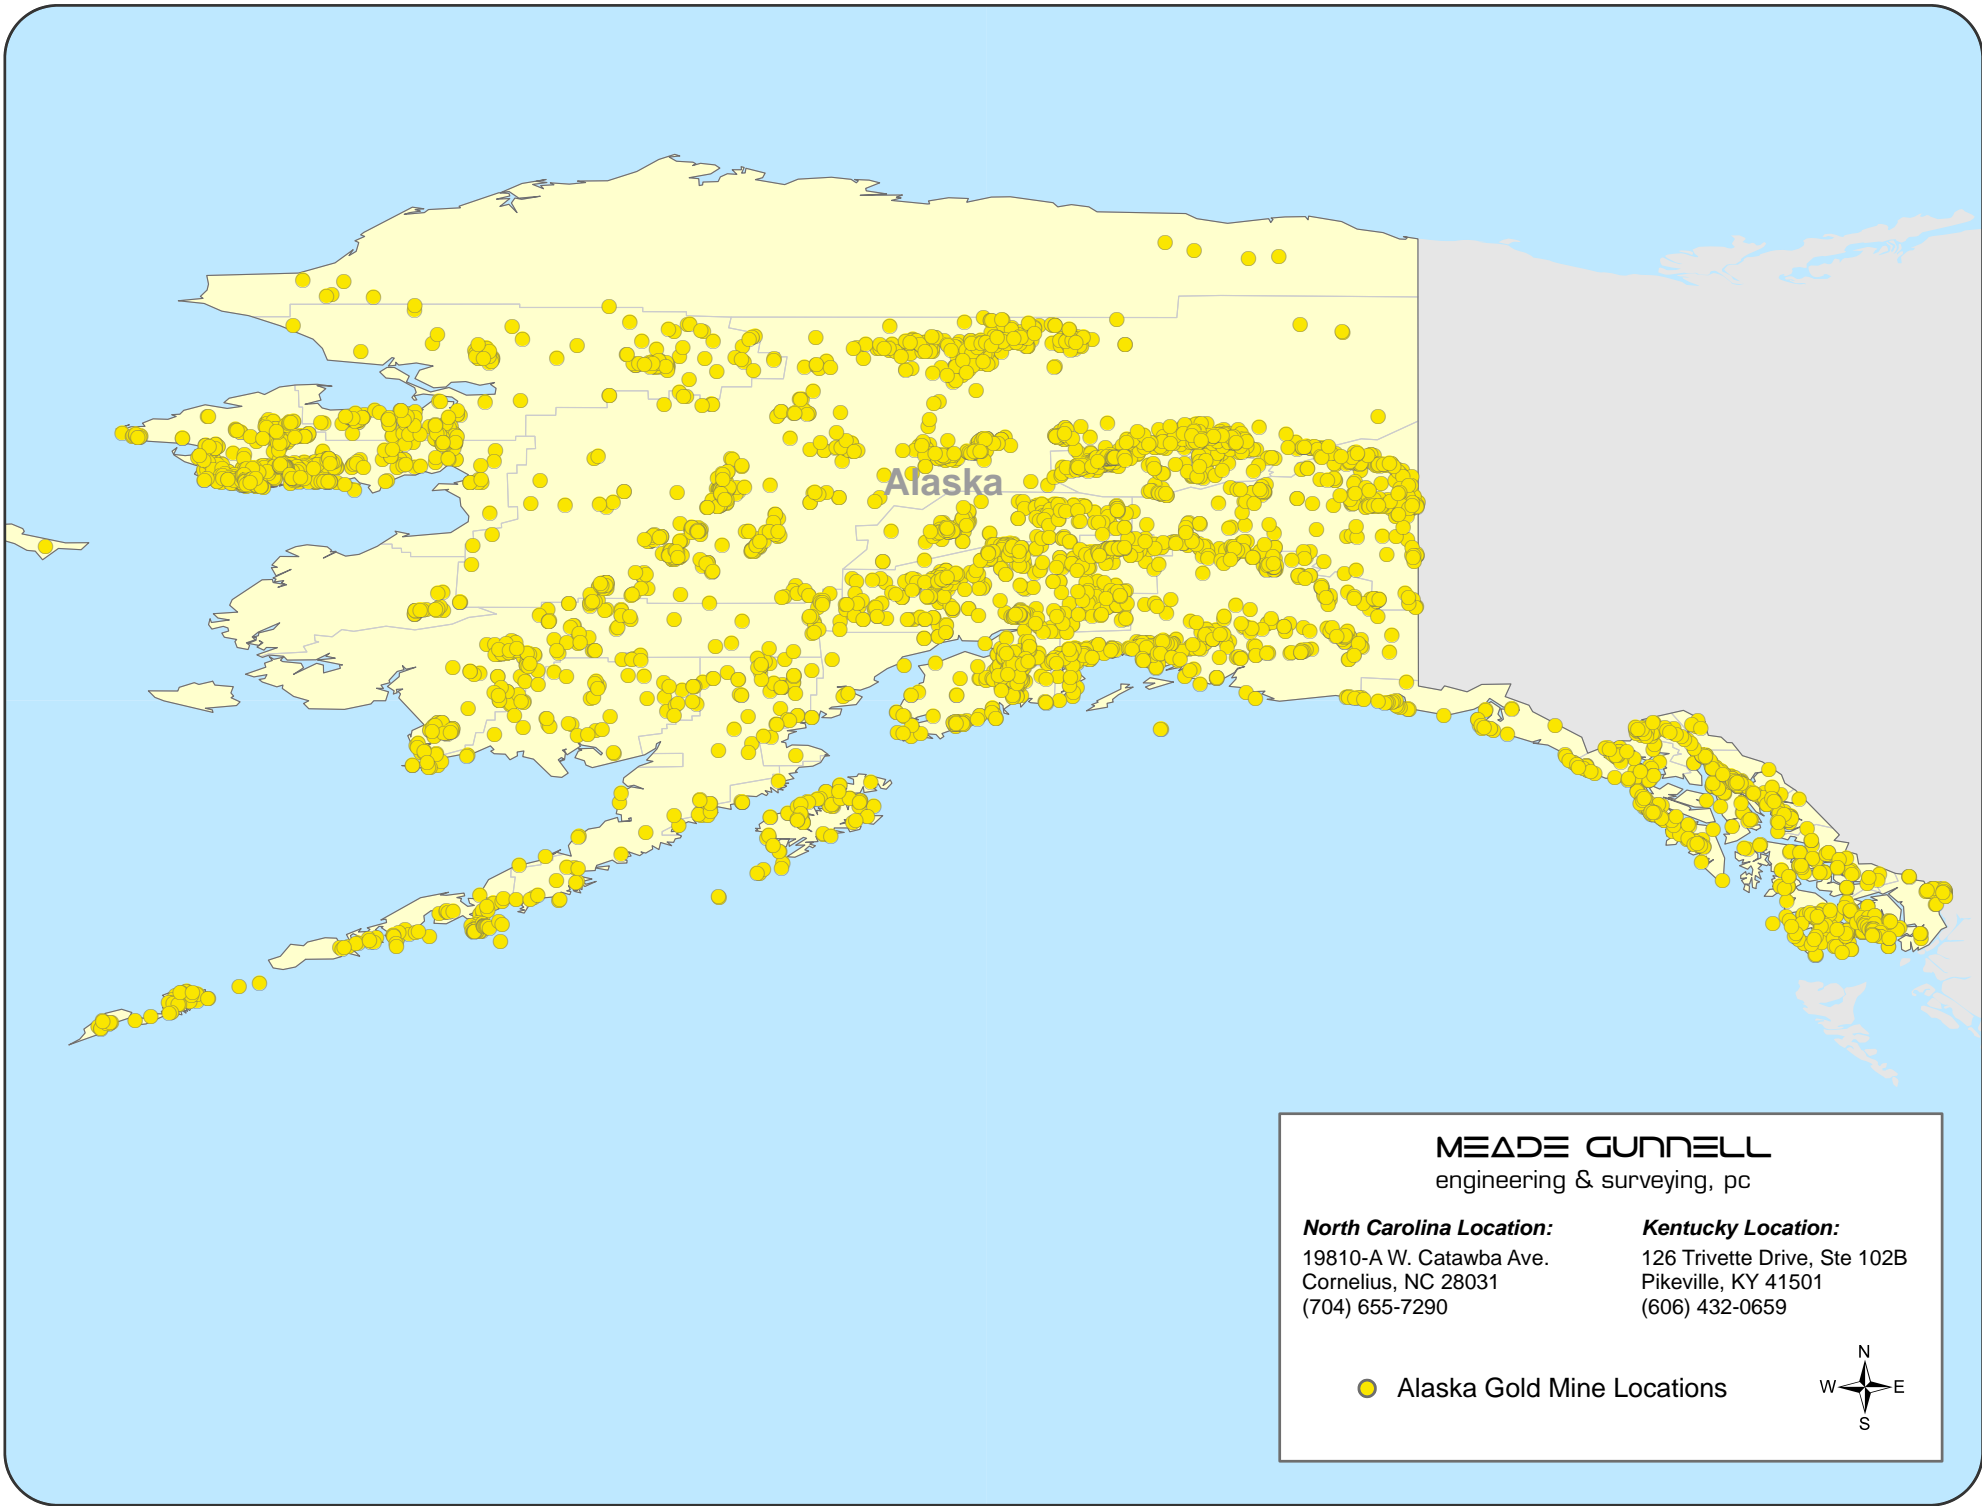 Alaska
MEADE GUNNELL
engineering & surveying, pc
North Carolina Location:
19810-A W. Catawba Ave.
Cornelius, NC 28031
(704) 655-7290
Kentucky Location:
126 Trivette Drive, Ste 102B
Pikeville, KY 41501
(606) 432-0659
Alaska Gold Mine Locations
N
W E
S